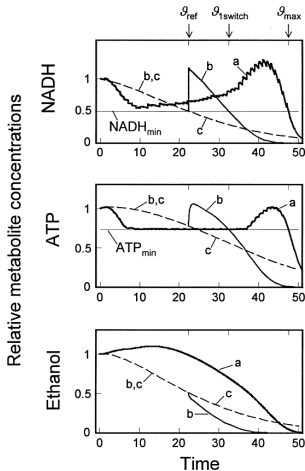 ϑref ϑ1switch ϑmax
Relative metabolite concentrations
NADH
1
0.5
0
b,c
b
a
c
NADHmin
0 10 20 30 40 50
ATP
1
0.5
0
b,c
b
a
c
ATPmin
0 10 20 30 40 50
Ethanol
1
0.5
0
a
b,c
c
b
0 10 20 30 40 50
Time